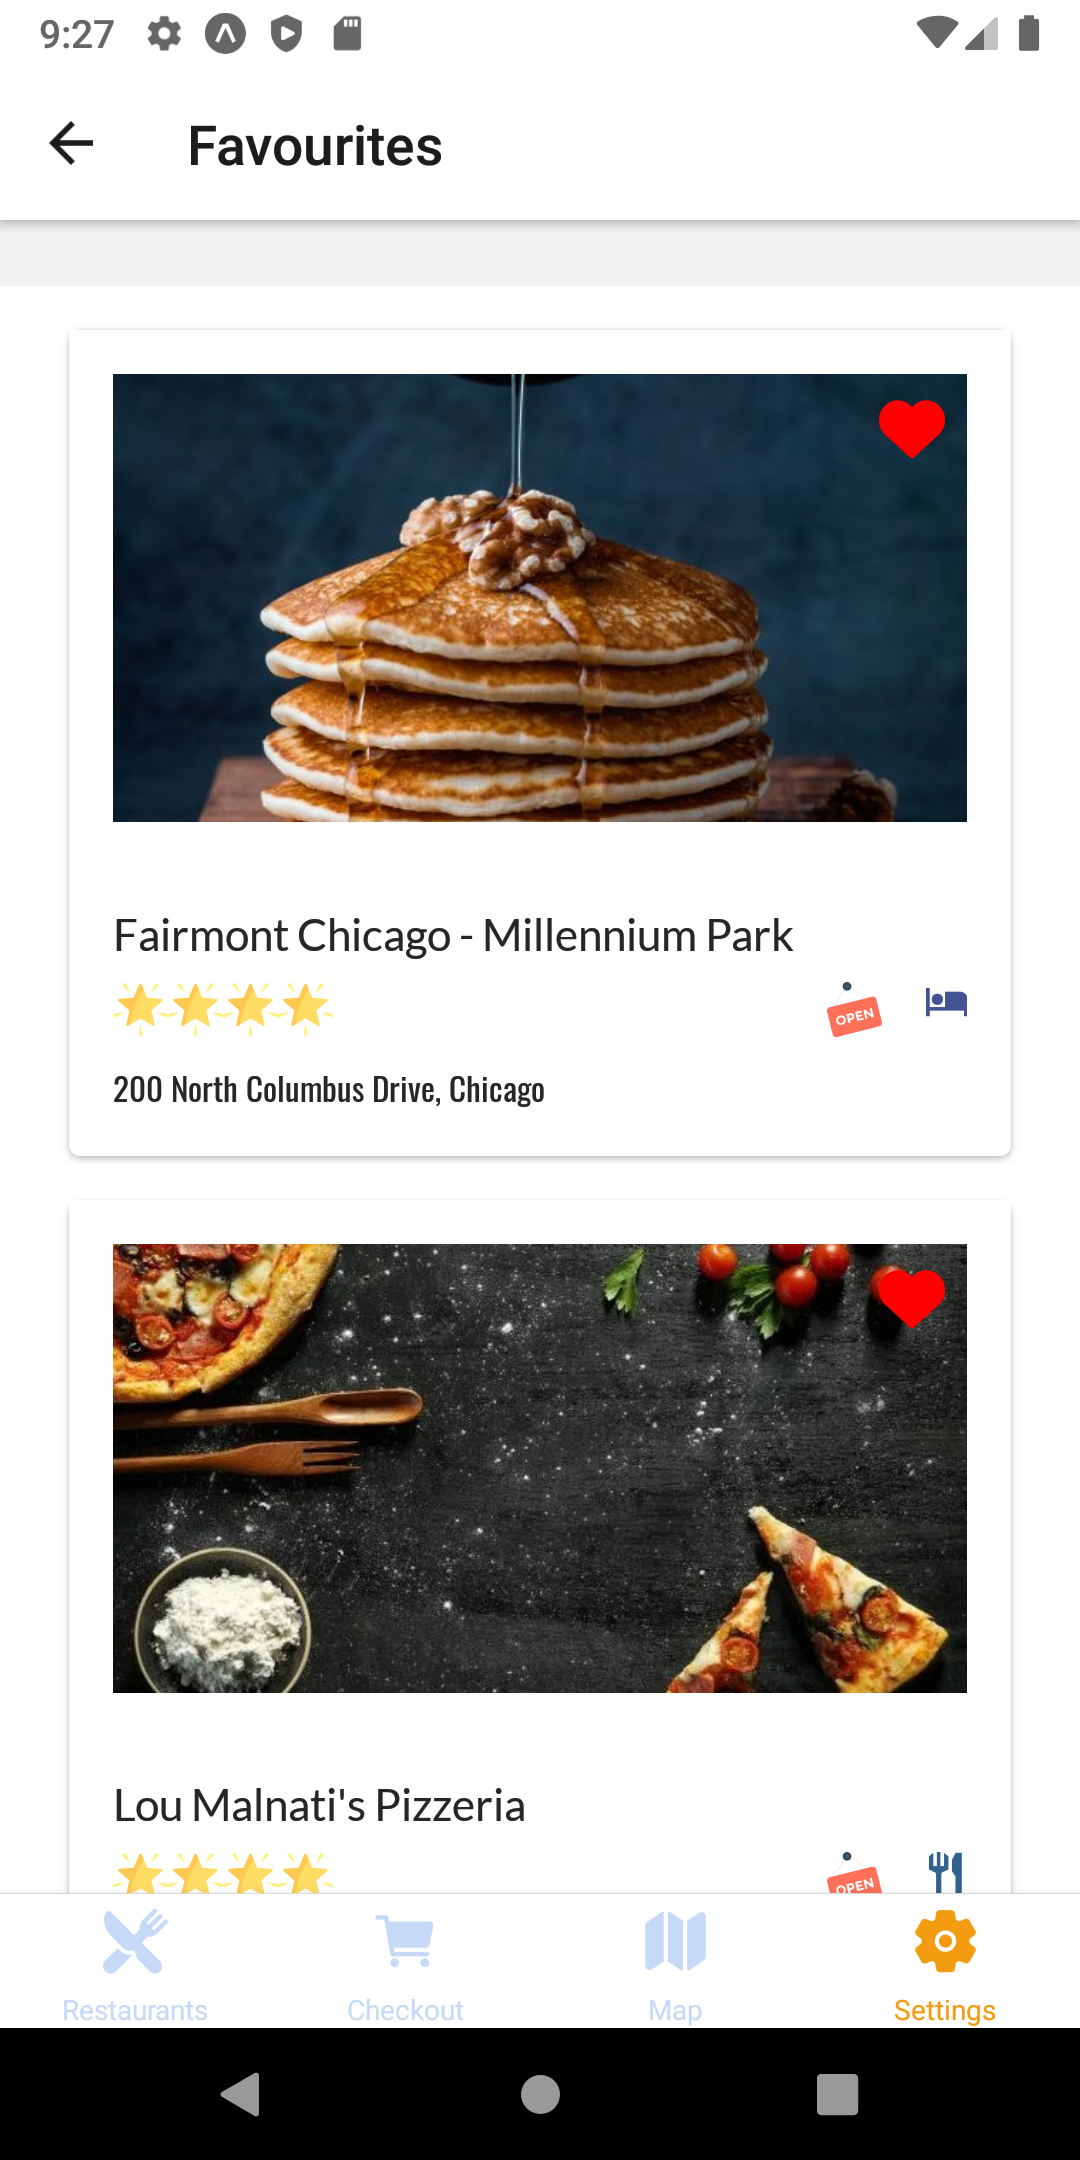 9:27
Favourites
Fairmont Chicago - Millennium Park
OPEN
200 North Columbus Drive, Chicago
Lou Malnati's Pizzeria
OPEN
Restaurants
Checkout
Map
Settings